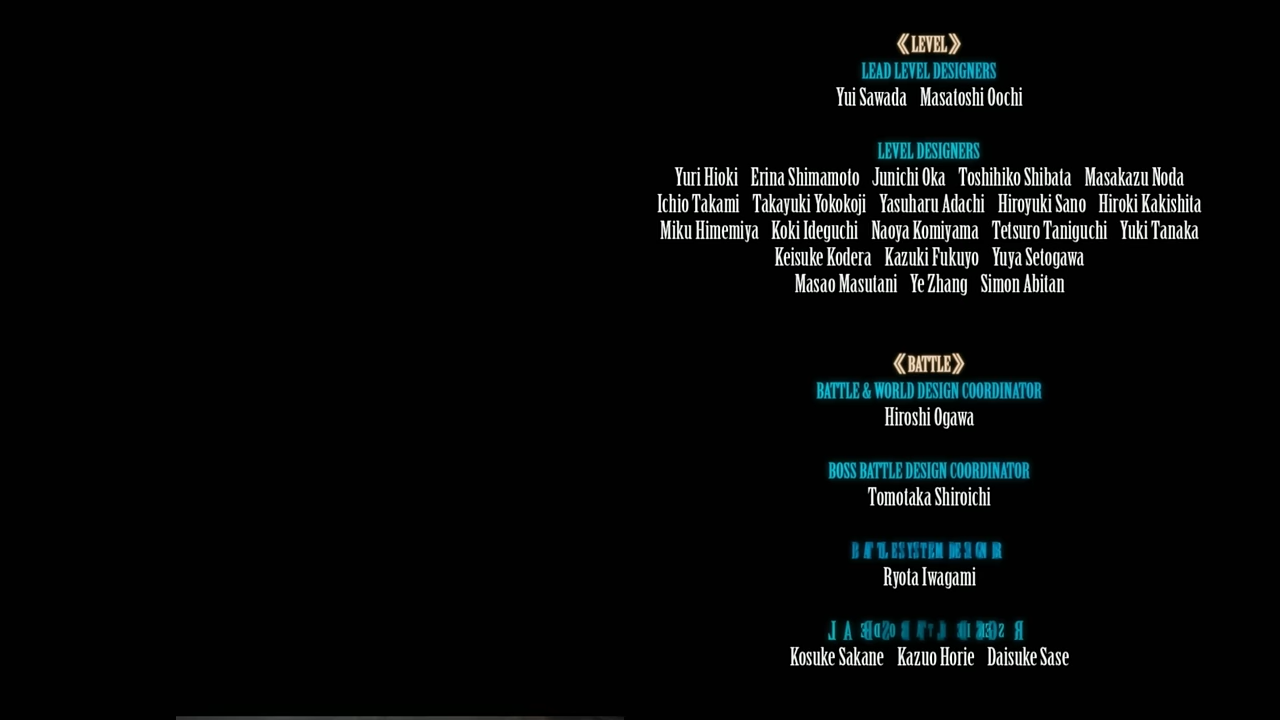 《LEVEL》
LEAD LEVEL DESIGNERS
Yui Sawada Masatoshi Oochi
LEVEL DESIGNERS
Yuri Hioki Erina Shimamoto Junichi Oka Toshihiko Shibata Masakazu Noda
Ichio Takami Takayuki Yokokoji Yasuharu Adachi Hiroyuki Sano Hiroki Kakishita
Miku Himemiya Koki Ideguchi Naoya Komiyama Tetsuro Taniguchi Yuki Tanaka
Keisuke Kodera Kazuki Fukuyo Yuya Setogawa
Masao Masutani Ye Zhang Simon Abitan
《BATTLE》
BATTLE & WORLD DESIGN COORDINATOR
Hiroshi Ogawa
BOSS BATTLE DESIGN COORDINATOR
Tomotaka Shiroichi
Ryota Iwagami
Kosuke Sakane Kazuo Horie Daisuke Sase